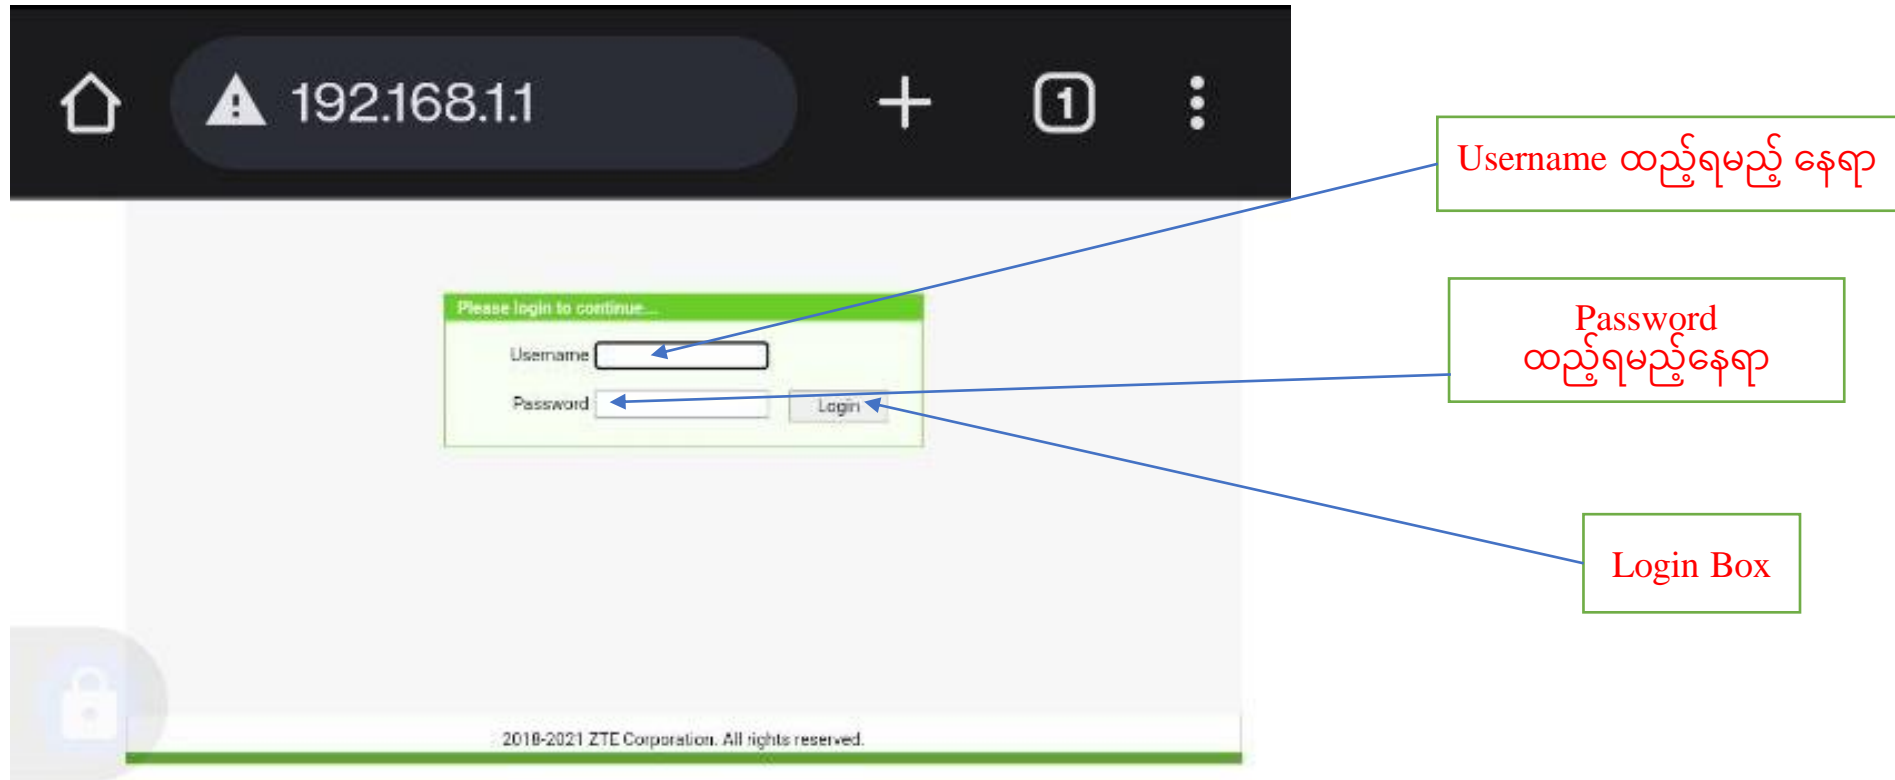 192.168.1.1
1
Username ထည့်ရမည့် နေရာ
Please login to continue...
Username
Password
Login
Password
ထည့်ရမည့်နေရာ
Login Box
2018-2021 ZTE Corporation. All rights reserved.